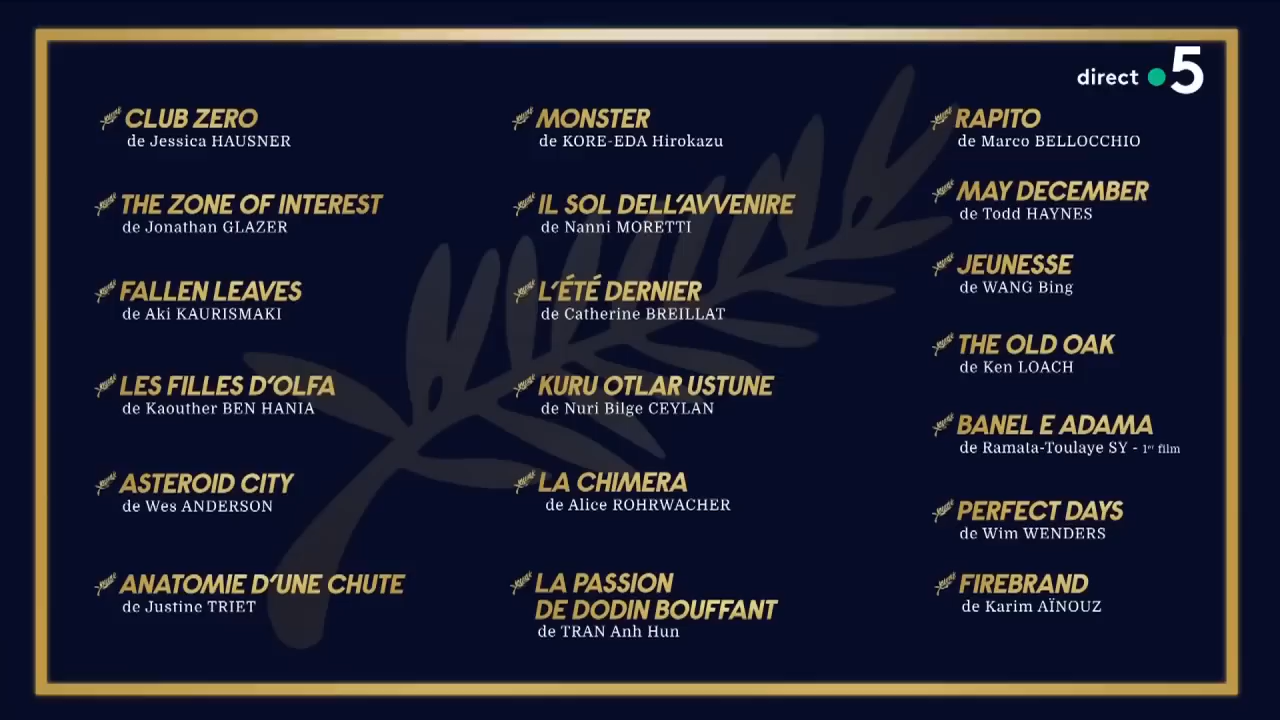 direct 5
CLUB ZERO
de Jessica HAUSNER
THE ZONE OF INTEREST
de Jonathan GLAZER
FALLEN LEAVES
de Aki KAURISMAKI
LES FILLES D'OLFA
de Kaouther BEN HANIA
ASTEROID CITY
de Wes ANDERSON
ANATOMIE D'UNE CHUTE
de Justine TRIET
MONSTER
de KORE-EDA Hirokazu
IL SOL DELL'AVVENIRE
de Nanni MORETTI
L'ÉTÉ DERNIER
de Catherine BREILLAT
KURU OTLAR USTUNE
de Nuri Bilge CEYLAN
LA CHIMERA
de Alice ROHRWACHER
LA PASSION
DE DODIN BOUFFANT
de TRAN Anh Hun
RAPITO
de Marco BELLOCCHIO
MAY DECEMBER
de Todd HAYNES
JEUNESSE
de WANG Bing
THE OLD OAK
de Ken LOACH
BANEL E ADAMA
de Ramata-Toulaye SY - 1er film
PERFECT DAYS
de Wim WENDERS
FIREBRAND
de Karim AÏNOUZ